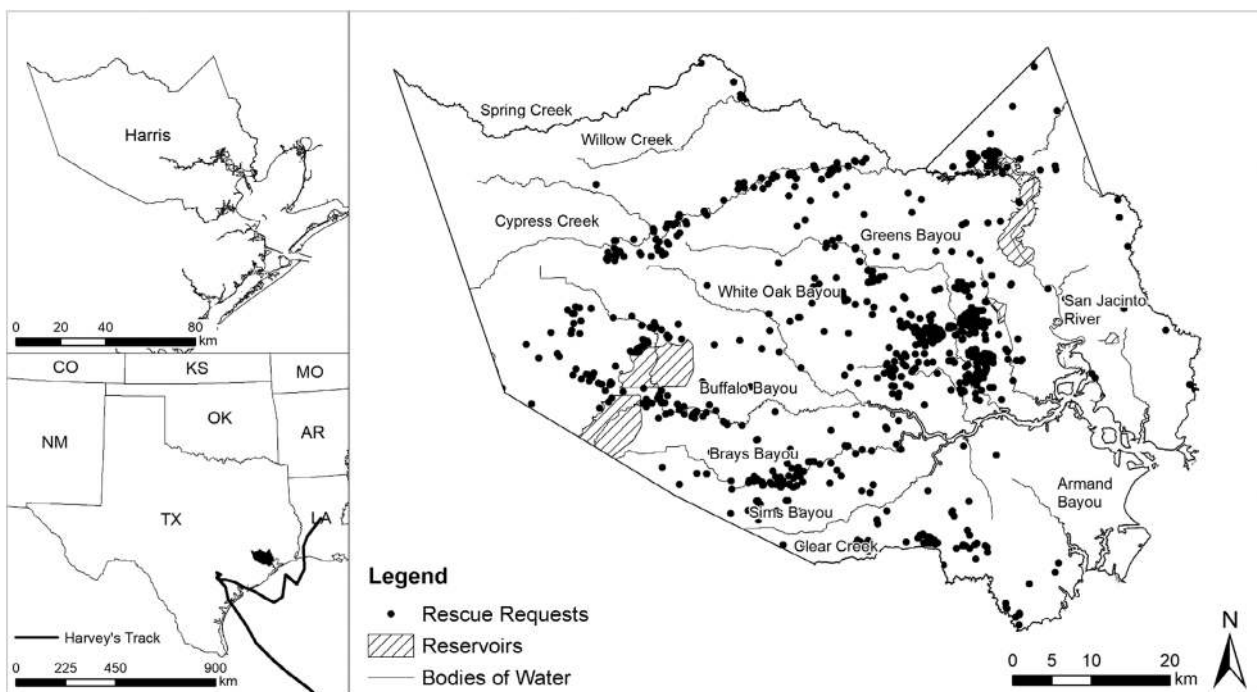 Harris
0 20 40 80
km
CO
KS
MO
OK
NM
AR
TX
LA
Harvey's Track
0 225 450 900
km
Spring Creek
Willow Creek
Cypress Creek
Greens Bayou
White Oak Bayou
San Jacinto
River
Buffalo Bayou
Brays Bayou
Armand
Bayou
Sims Bayou
Glear Creek
Legend
Rescue Requests
Reservoirs
Bodies of Water
N
0 5 10 20
km